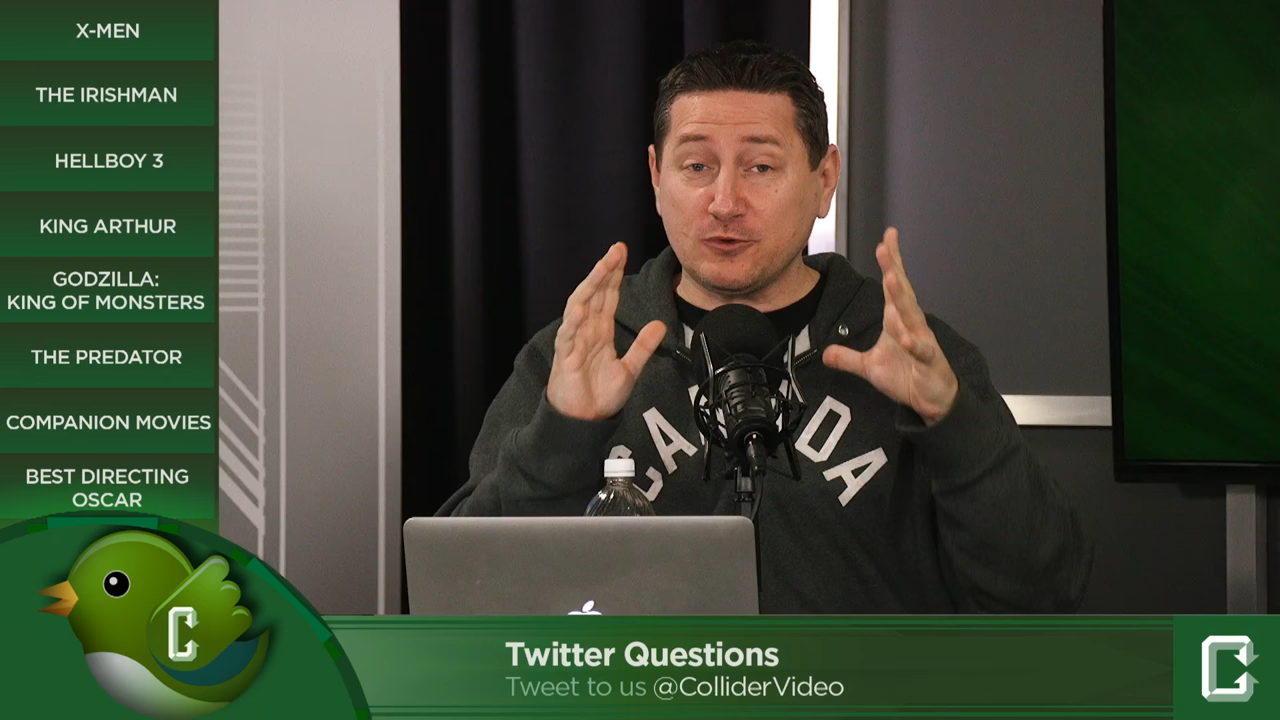 X-MEN
THE IRISHMAN
HELLBOY 3
KING ARTHUR
GODZILLA:
KING OF MONSTERS
THE PREDATOR
COMPANION MOVIES
BEST DIRECTING
OSCAR
CANADA
Twitter Questions
Tweet to us @ColliderVideo